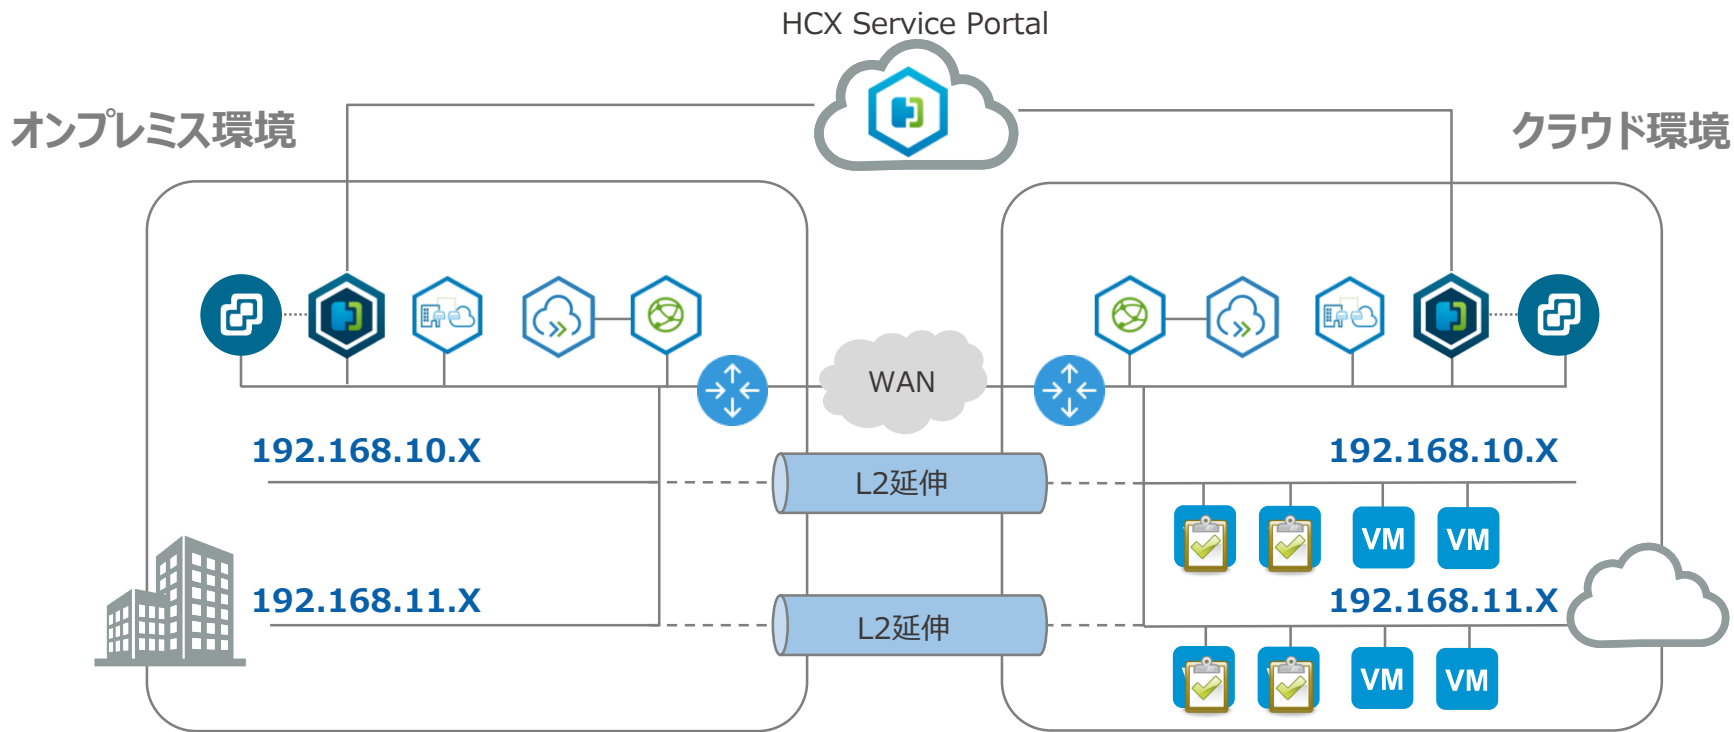 HCX Service Portal
オンプレミス環境
クラウド環境
WAN
192.168.10.X
192.168.10.X
L2延伸
VM
VM
192.168.11.X
192.168.11.X
L2延伸
VM
VM